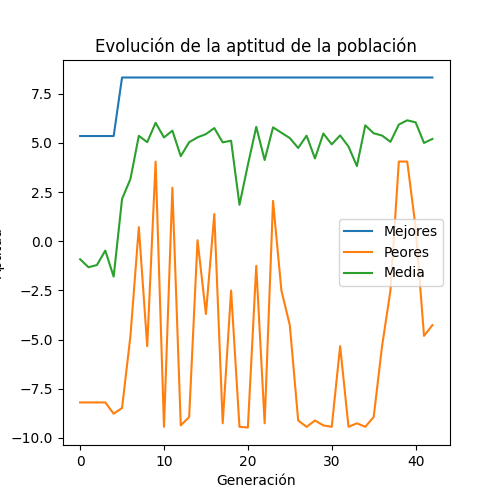 Evolución de la aptitud de la población
7.5
5.0
2.5
0.0
−2.5
−5.0
−7.5
−10.0
Mejores
Peores
Media
0
10
20
30
40
Generación